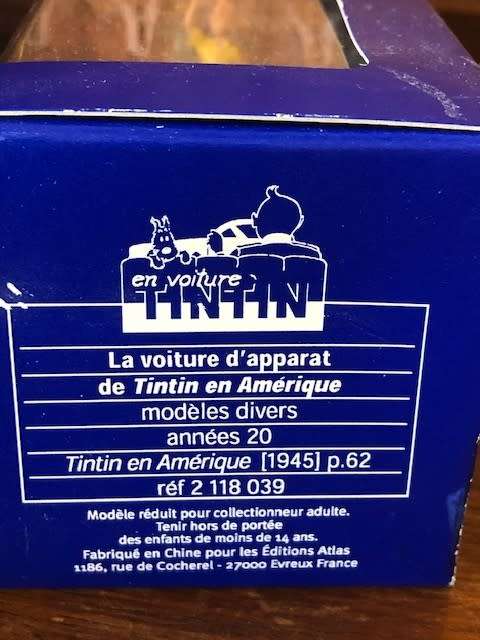 en voiture
TINTIN
La voiture d'apparat
de Tintin en Amérique
modèles divers
années 20
Tintin en Amérique [1945] p.62
réf 2 118 039
Modèle réduit pour collectionneur adulte.
Tenir hors de portée
des enfants de moins de 14 ans.
Fabriqué en Chine pour les Éditions Atlas
1186, rue de Cocherel - 27000 Evreux France